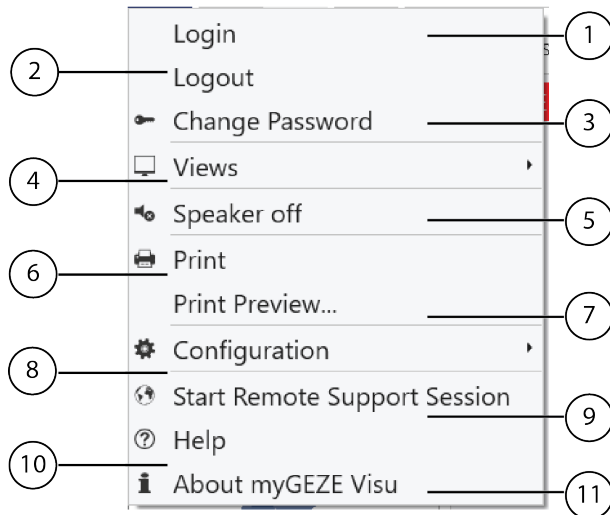 Login
1
2
Logout
Change Password
3
Views
4
Speaker off
5
Print
6
Print Preview...
7
Configuration
8
Start Remote Support Session
9
Help
10
About myGEZE Visu
11